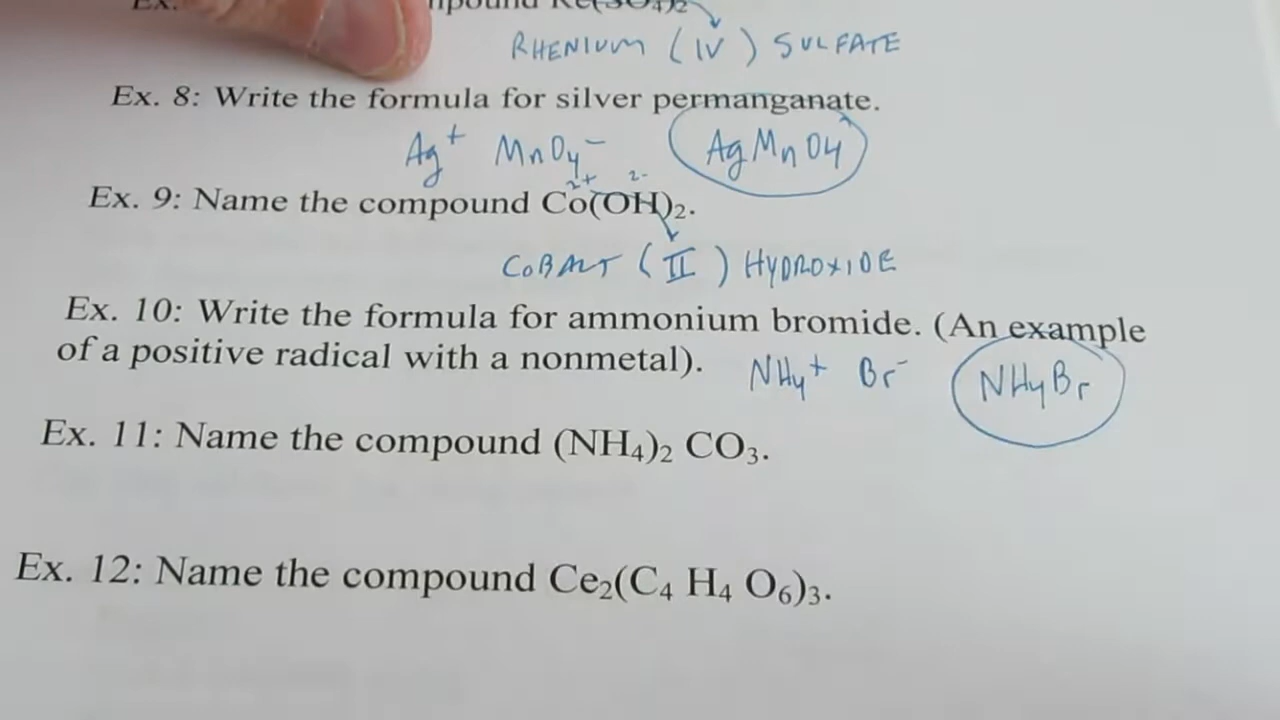 Ex.
RHENIUM (IV) SULFATE
Ex. 8: Write the formula for silver permanganate.
Ag⁺ MnO₄⁻ AgMnO₄
2+ 2-
Ex. 9: Name the compound Co(OH)₂.
COBALT (II) HYDROXIDE
Ex. 10: Write the formula for ammonium bromide. (An example
of a positive radical with a nonmetal). NH₄⁺ Br⁻ NH₄Br
Ex. 11: Name the compound (NH₄)₂ CO₃.
Ex. 12: Name the compound Ce₂(C₄ H₄ O₆)₃.